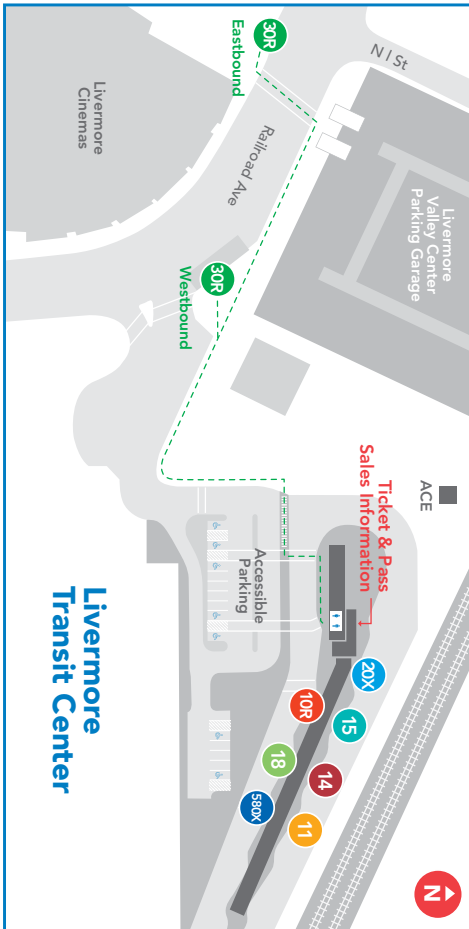 N I St
Livermore
Valley Center
Parking Garage
30R
Eastbound
Railroad Ave
Livermore
Cinemas
30R
Westbound
ACE
Ticket & Pass
Sales Information
Accessible
Parking
20X
15
10R
14
18
11
580X
Livermore
Transit Center
N